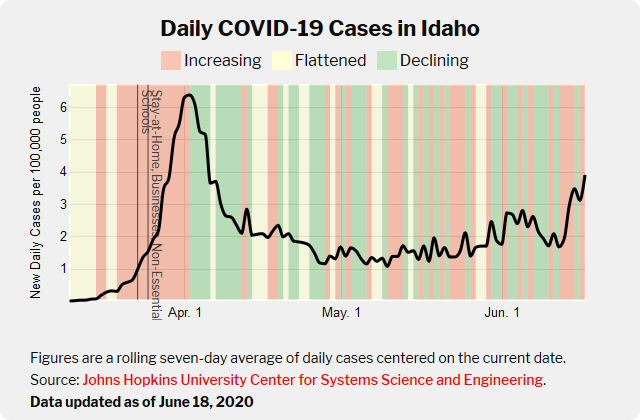 Daily COVID-19 Cases in Idaho
Increasing Flattened Declining
New Daily Cases per 100,000 people
6
5
4
3
2
1
Schools
Stay-at-Home, Businesses, Non-Essential
Apr. 1 May. 1 Jun. 1
Figures are a rolling seven-day average of daily cases centered on the current date.
Source: Johns Hopkins University Center for Systems Science and Engineering.
Data updated as of June 18, 2020